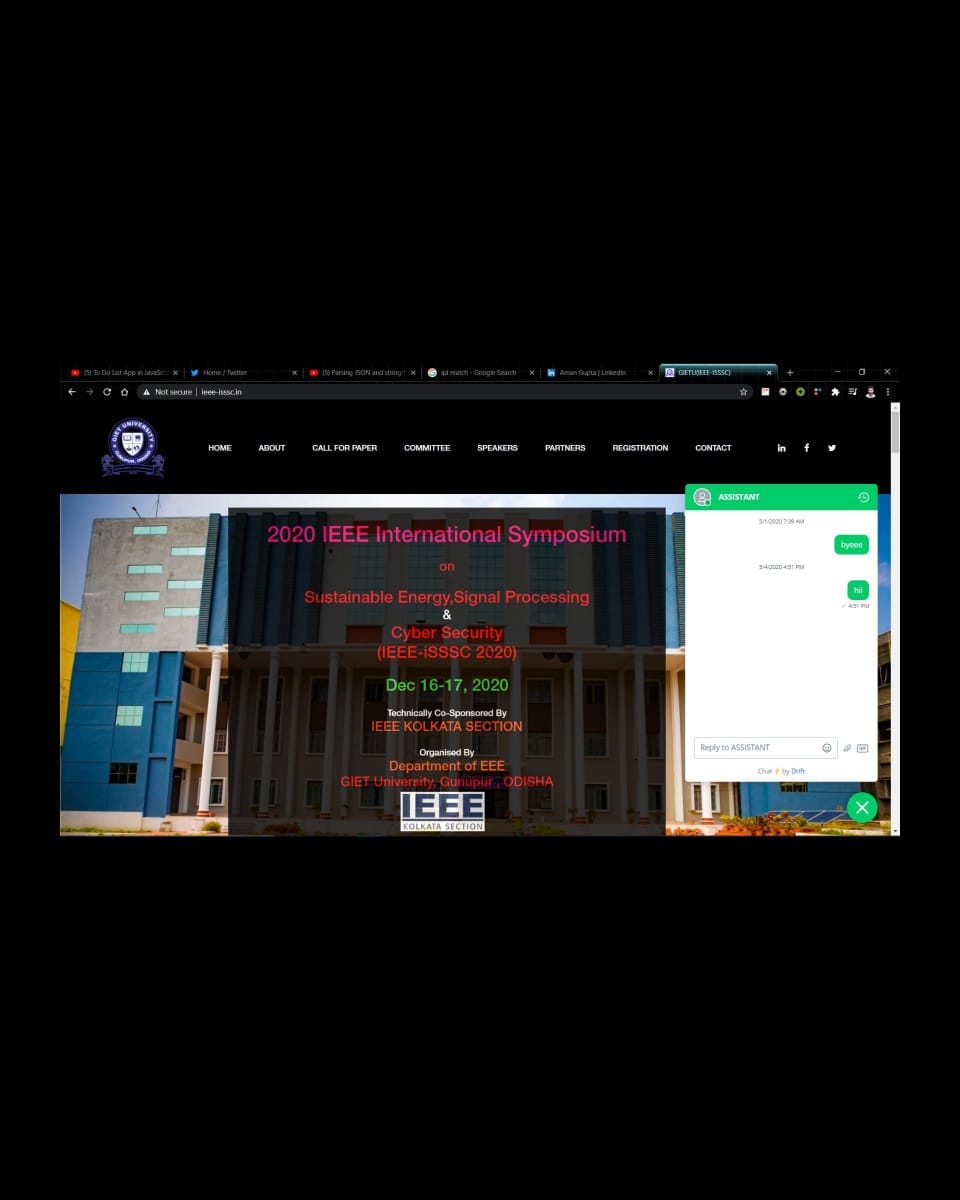 (5) To Do List App in JavaScr
Home / Twitter
(5) Parsing JSON and string
ipl match - Google Search
Aman Gupta | LinkedIn
GIETU(IEEE-ISSSC)
Not secure | ieee-isssc.in
GIET UNIVERSITY
GUNUPUR, ODISHA
HOME
ABOUT
CALL FOR PAPER
COMMITTEE
SPEAKERS
PARTNERS
REGISTRATION
CONTACT
2020 IEEE International Symposium
on
Sustainable Energy,Signal Processing
&
Cyber Security
(IEEE-iSSSC 2020)
Dec 16-17, 2020
Technically Co-Sponsored By
IEEE KOLKATA SECTION
Organised By
Department of EEE
GIET University, Gunupur , ODISHA
IEEE
KOLKATA SECTION
ASSISTANT
5/1/2020 7:39 AM
byeee
5/4/2020 4:51 PM
hii
4:51 PM
Reply to ASSISTANT
GIF
Chat by Drift